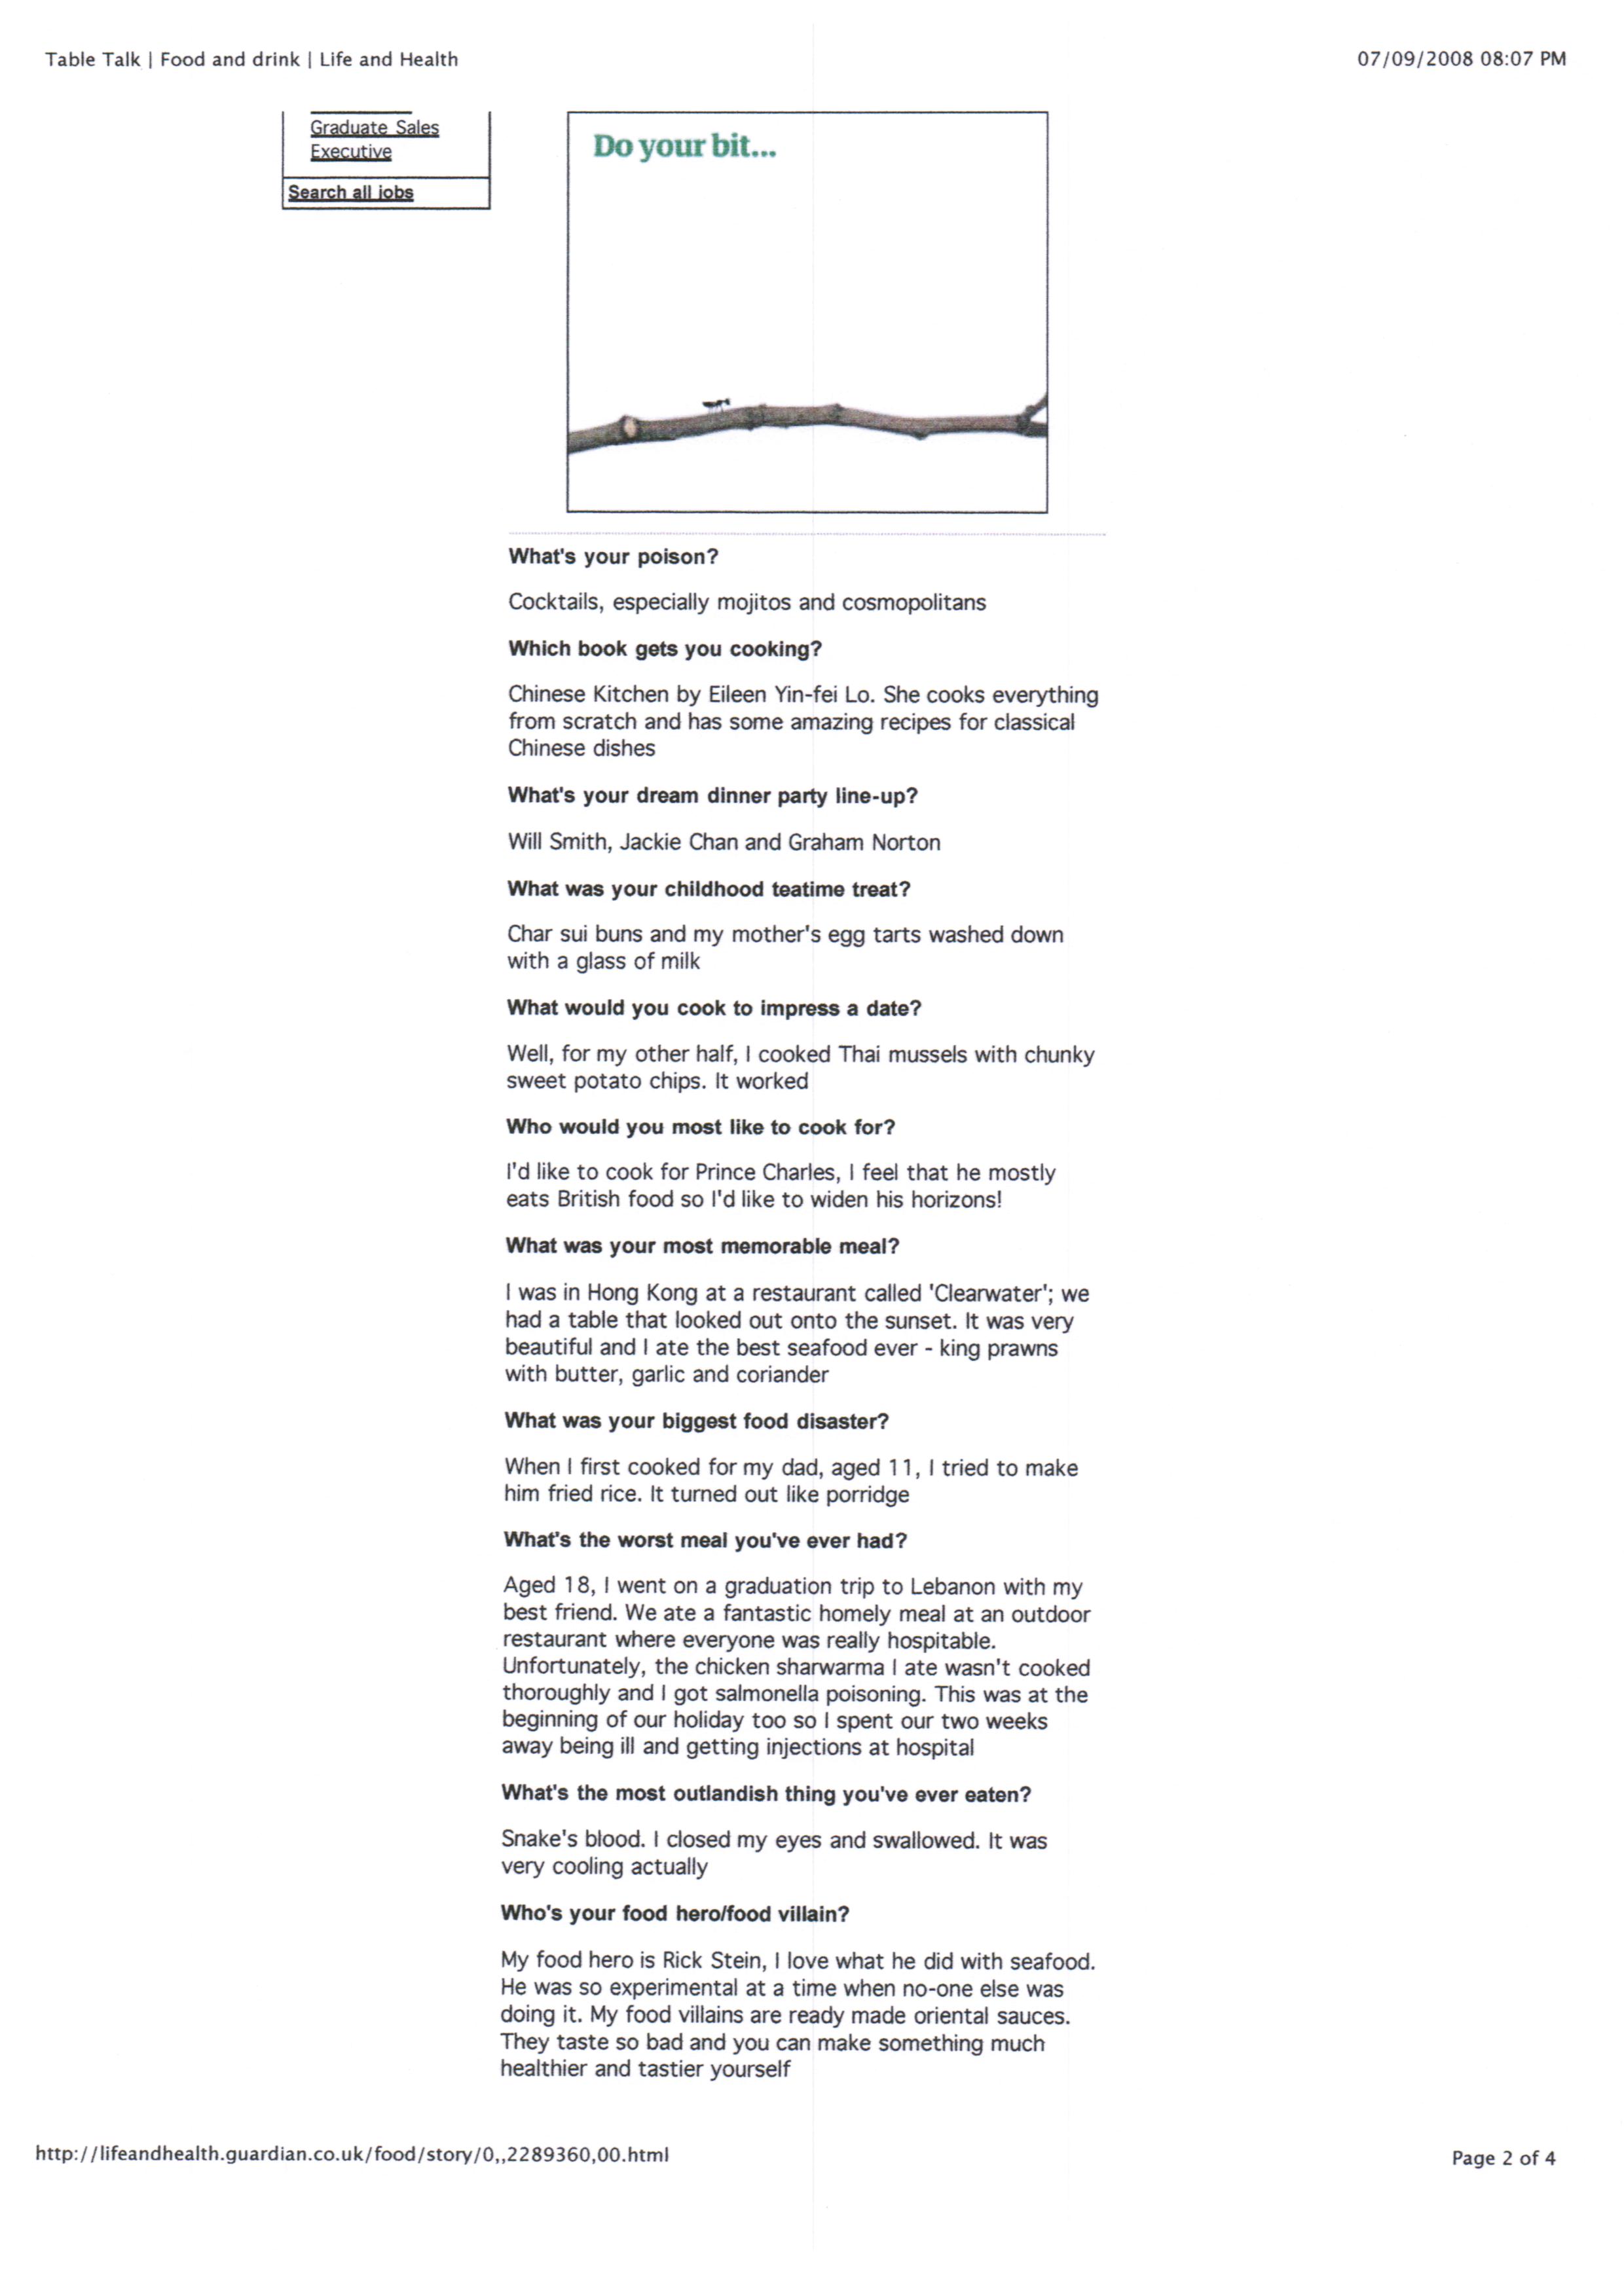 Table Talk | Food and drink | Life and Health
07/09/2008 08:07 PM
Graduate Sales
Executive
Search all jobs
Do your bit...
What's your poison?
Cocktails, especially mojitos and cosmopolitans
Which book gets you cooking?
Chinese Kitchen by Eileen Yin-fei Lo. She cooks everything
from scratch and has some amazing recipes for classical
Chinese dishes
What's your dream dinner party line-up?
Will Smith, Jackie Chan and Graham Norton
What was your childhood teatime treat?
Char sui buns and my mother's egg tarts washed down
with a glass of milk
What would you cook to impress a date?
Well, for my other half, I cooked Thai mussels with chunky
sweet potato chips. It worked
Who would you most like to cook for?
I'd like to cook for Prince Charles, I feel that he mostly
eats British food so I'd like to widen his horizons!
What was your most memorable meal?
I was in Hong Kong at a restaurant called 'Clearwater'; we
had a table that looked out onto the sunset. It was very
beautiful and I ate the best seafood ever - king prawns
with butter, garlic and coriander
What was your biggest food disaster?
When I first cooked for my dad, aged 11, I tried to make
him fried rice. It turned out like porridge
What's the worst meal you've ever had?
Aged 18, I went on a graduation trip to Lebanon with my
best friend. We ate a fantastic homely meal at an outdoor
restaurant where everyone was really hospitable.
Unfortunately, the chicken sharwarma I ate wasn't cooked
thoroughly and I got salmonella poisoning. This was at the
beginning of our holiday too so I spent our two weeks
away being ill and getting injections at hospital
What's the most outlandish thing you've ever eaten?
Snake's blood. I closed my eyes and swallowed. It was
very cooling actually
Who's your food hero/food villain?
My food hero is Rick Stein, I love what he did with seafood.
He was so experimental at a time when no-one else was
doing it. My food villains are ready made oriental sauces.
They taste so bad and you can make something much
healthier and tastier yourself
http://lifeandhealth.guardian.co.uk/food/story/0,,2289360,00.html
Page 2 of 4